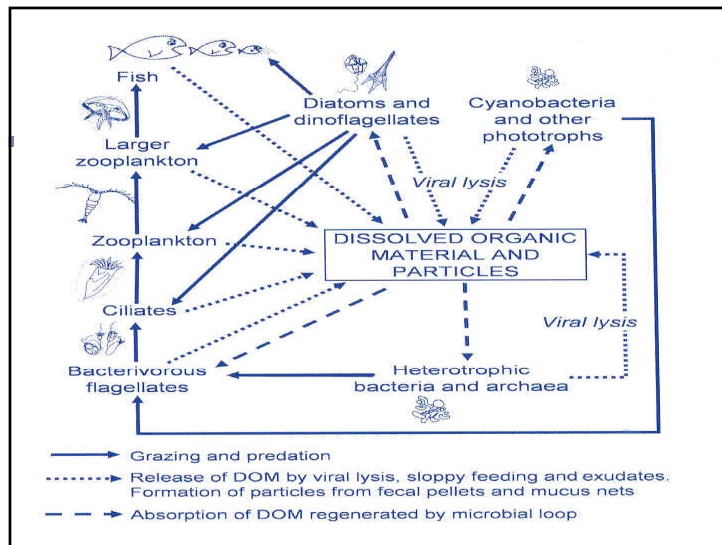 Fish
Diatoms and
dinoflagellates
Cyanobacteria
and other
phototrophs
Larger
zooplankton
Viral lysis
Zooplankton
DISSOLVED ORGANIC
MATERIAL AND
PARTICLES
Ciliates
Viral lysis
Bacterivorous
flagellates
Heterotrophic
bacteria and archaea
Grazing and predation
Release of DOM by viral lysis, sloppy feeding and exudates.
Formation of particles from fecal pellets and mucus nets
Absorption of DOM regenerated by microbial loop